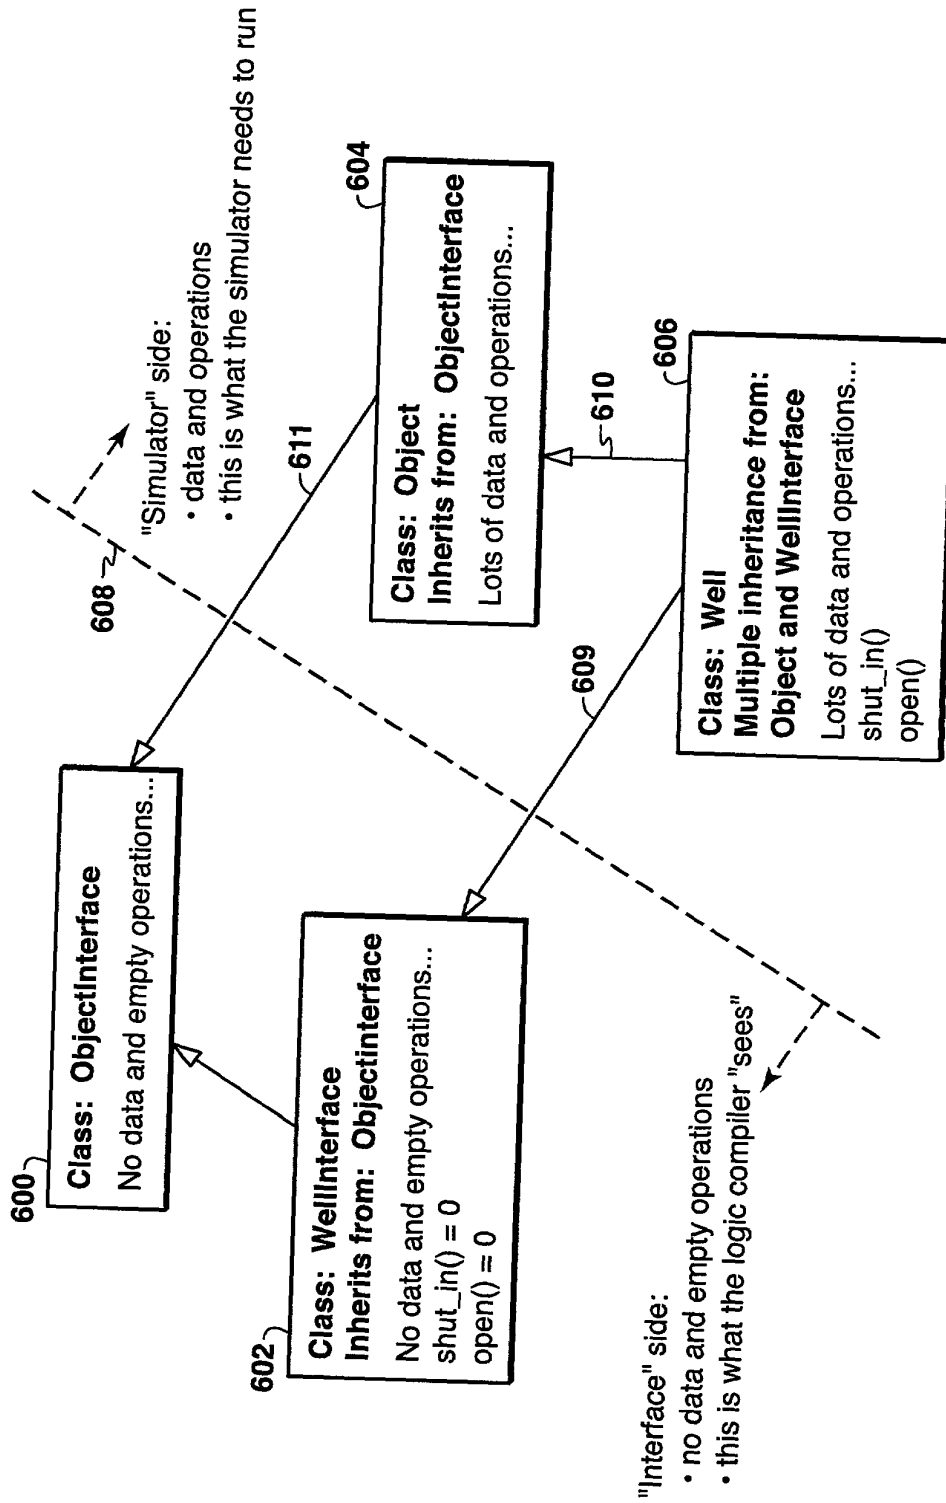 600
Class: ObjectInterface
No data and empty operations...
602
Class: WellInterface
Inherits from: Objectinterface
No data and empty operations...
shut_in() = 0
open() = 0
"Interface" side:
• no data and empty operations
• this is what the logic compiler "sees"
608
"Simulator" side:
• data and operations
• this is what the simulator needs to run
611
604
Class: Object
Inherits from: ObjectInterface
Lots of data and operations...
609
610
606
Class: Well
Multiple inheritance from:
Object and WellInterface
Lots of data and operations...
shut_in()
open()